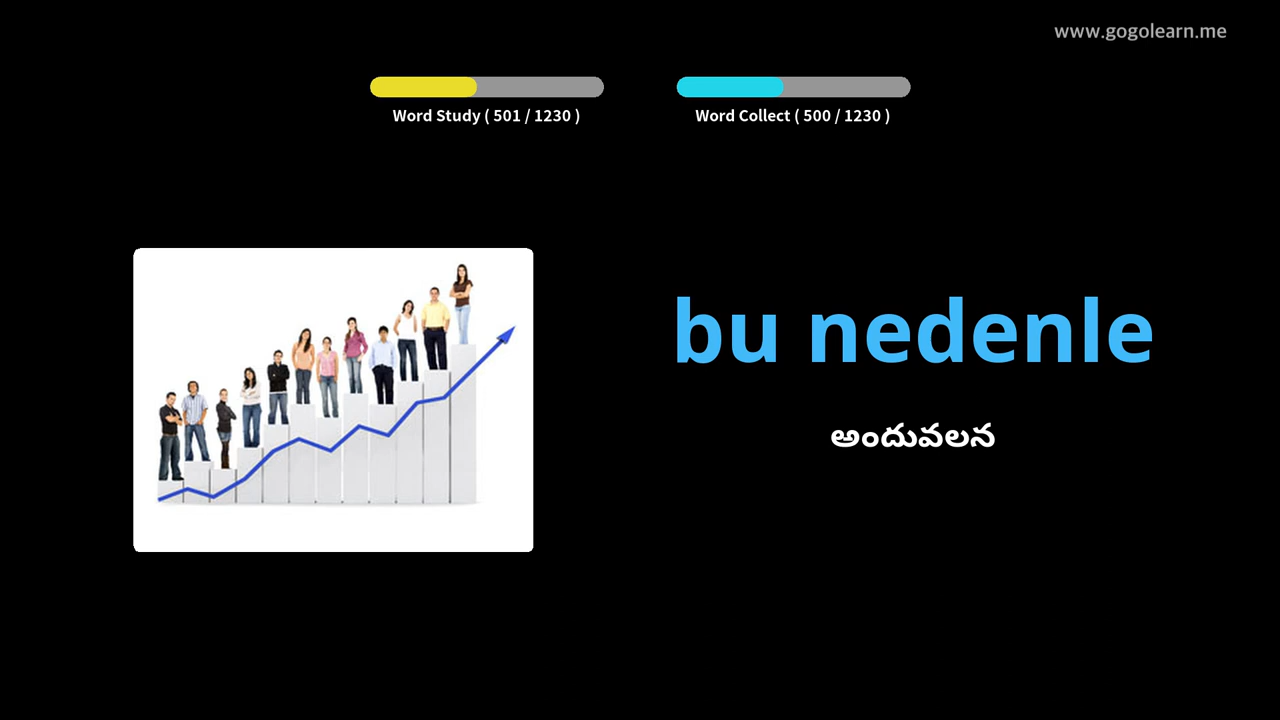 www.gogolearn.me
Word Study ( 501 / 1230 )
Word Collect ( 500 / 1230 )
bu nedenle
అందువలన